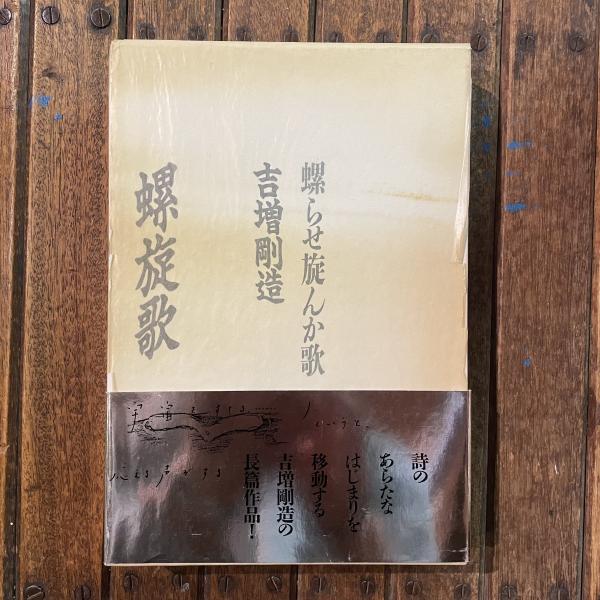 螺らせ旋んか歌
吉増剛造
螺旋歌
詩の
あらたな
はじまりを
移動する
吉増剛造の
長篇作品!